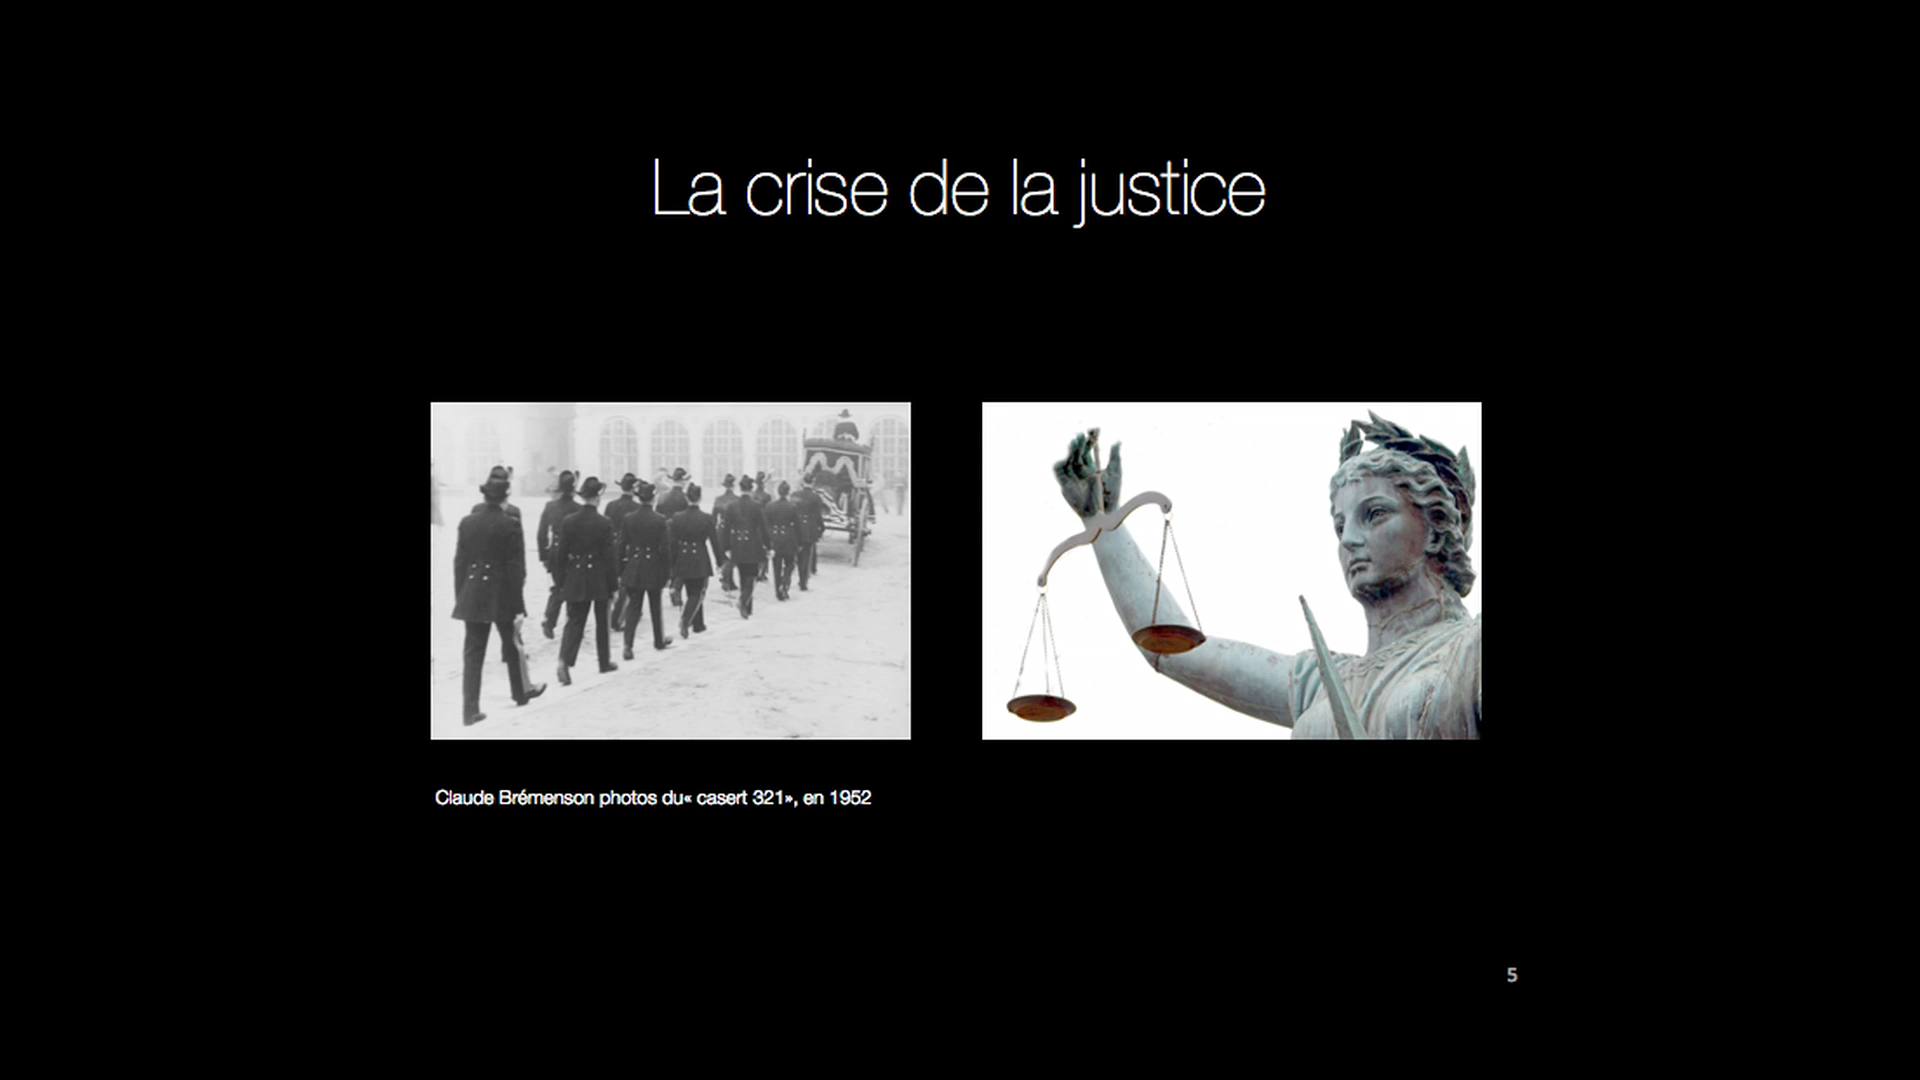 La crise de la justice
Claude Brémenson photos du« casert 321», en 1952
5